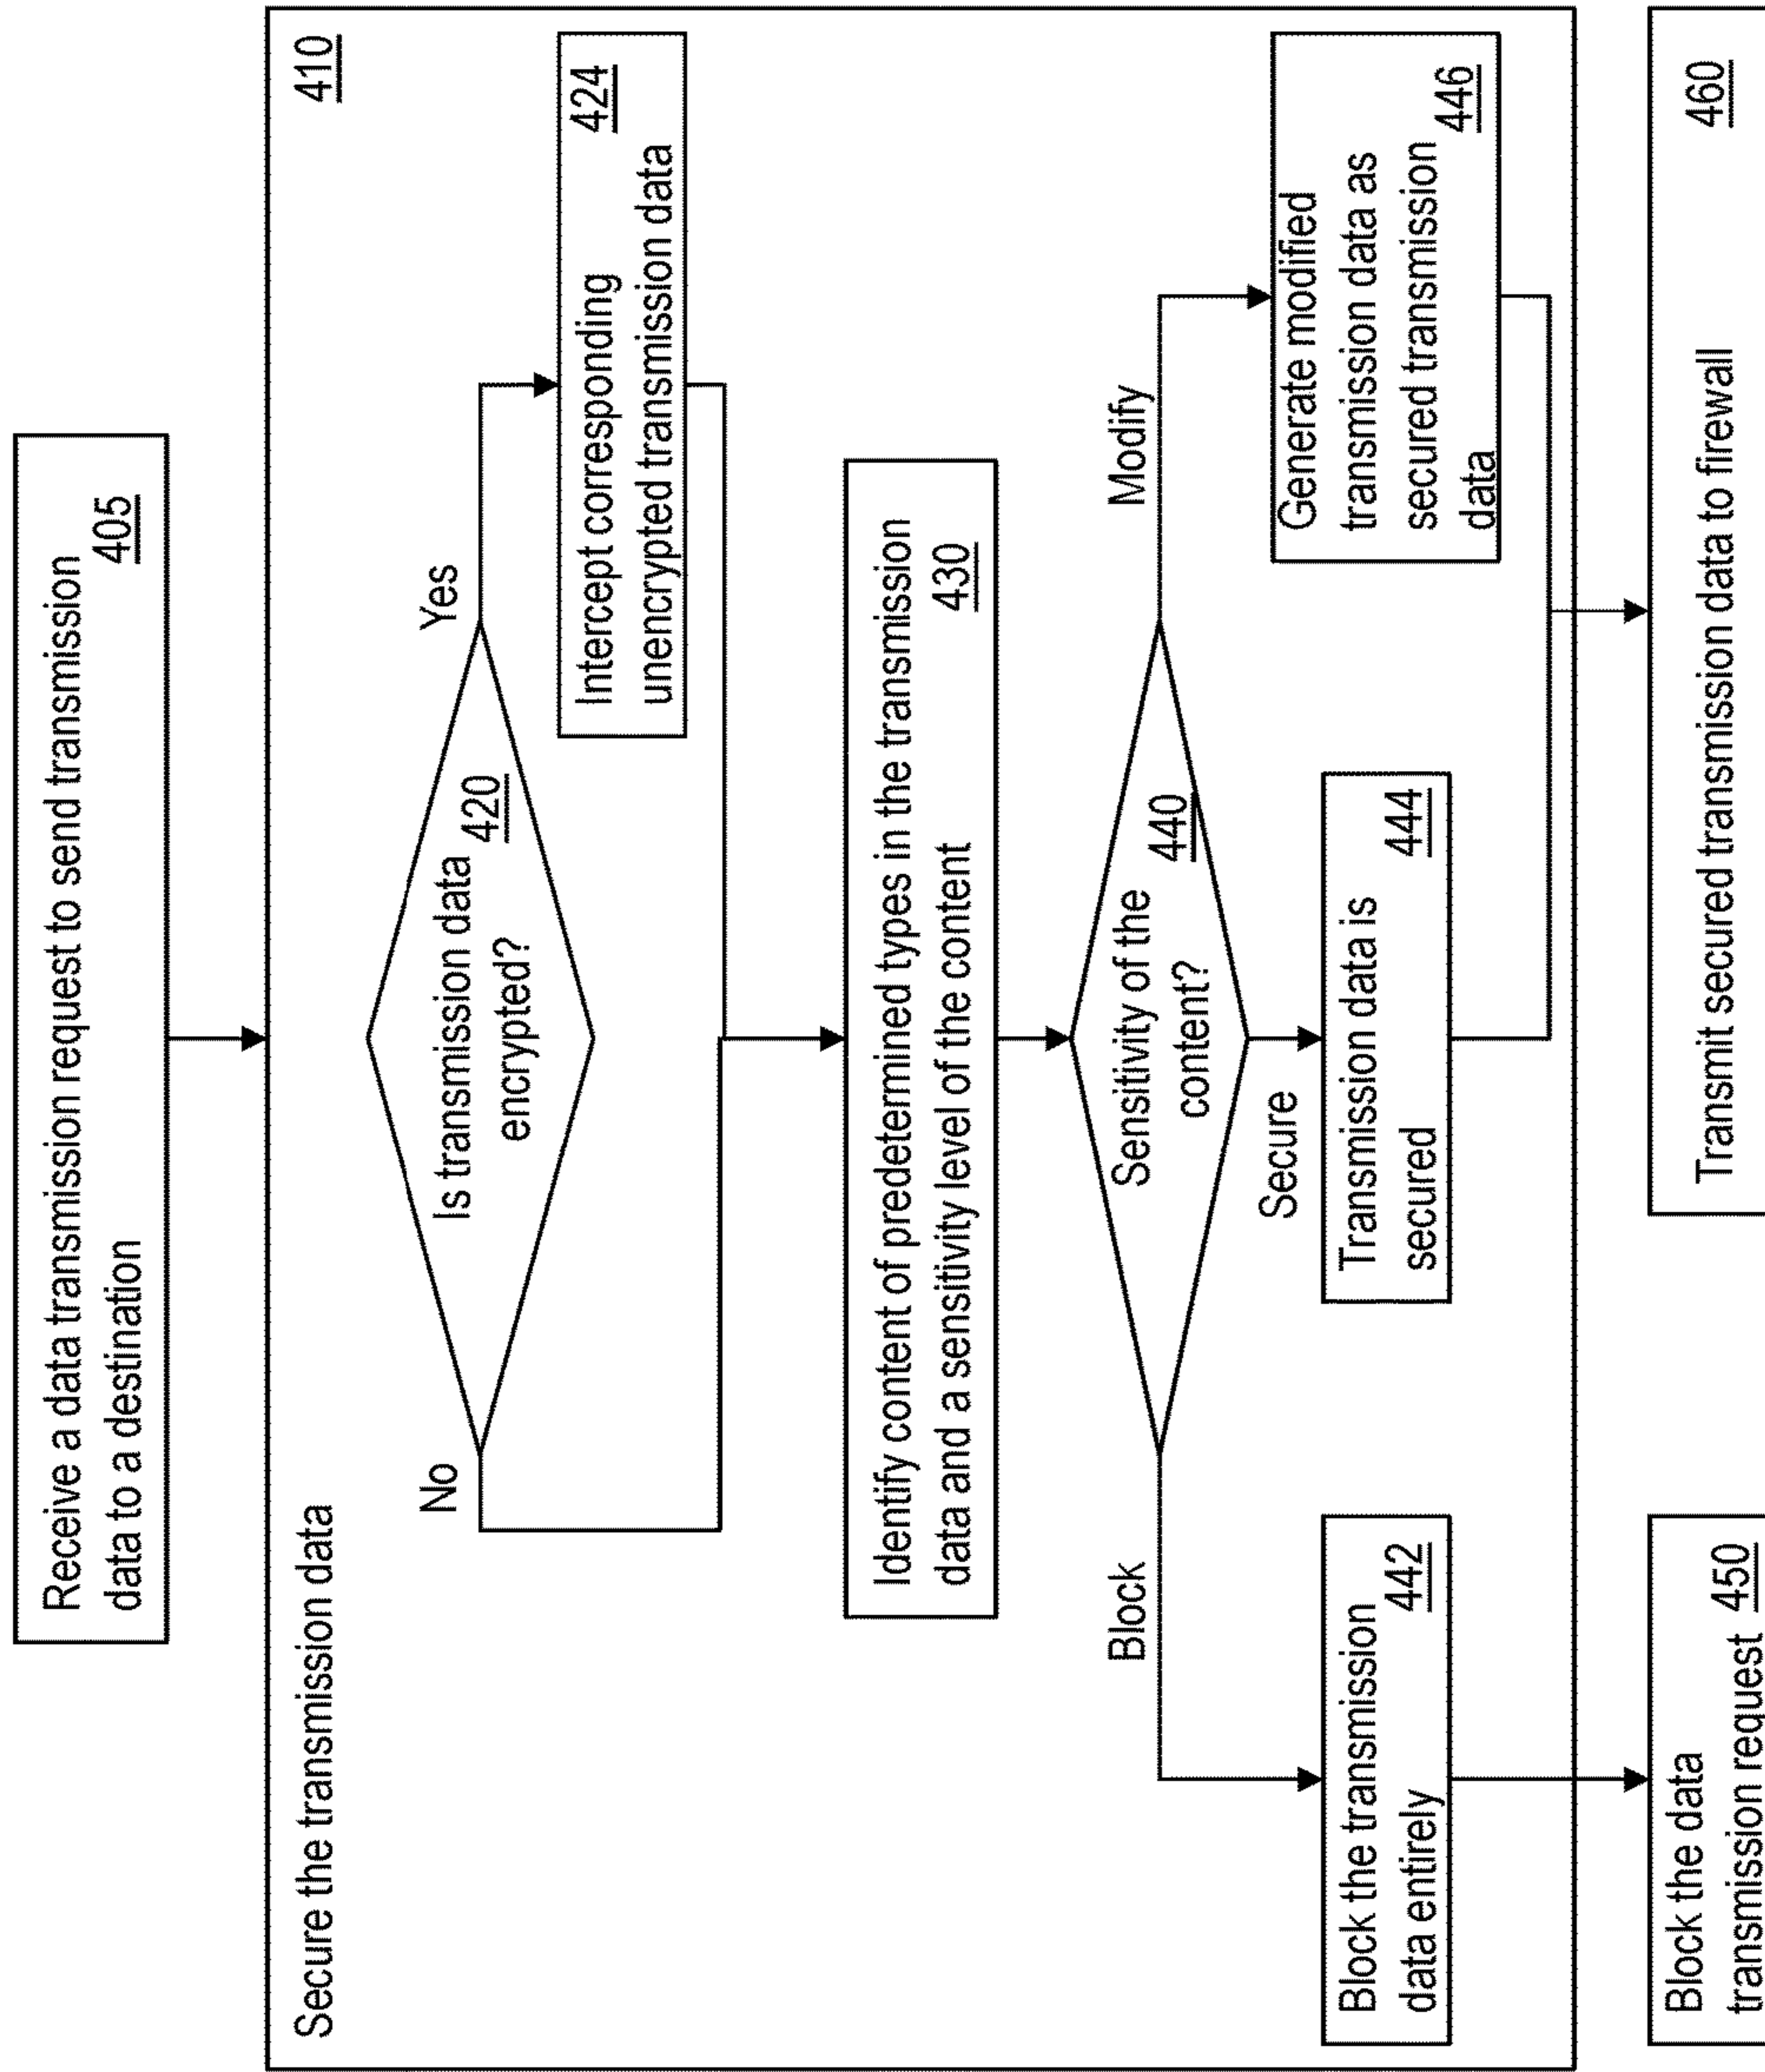 Receive a data transmission request to send transmission
data to a destination 405
Secure the transmission data 410
Is transmission data 420
encrypted?
No
Yes
Intercept corresponding 424
unencrypted transmission data
Identify content of predetermined types in the transmission
data and a sensitivity level of the content 430
Sensitivity of the 440
content?
Block
Secure
Modify
Block the transmission
data entirely 442
Transmission data is
secured 444
Generate modified
transmission data as
secured transmission
data 446
Block the data
transmission request 450
Transmit secured transmission data to firewall 460